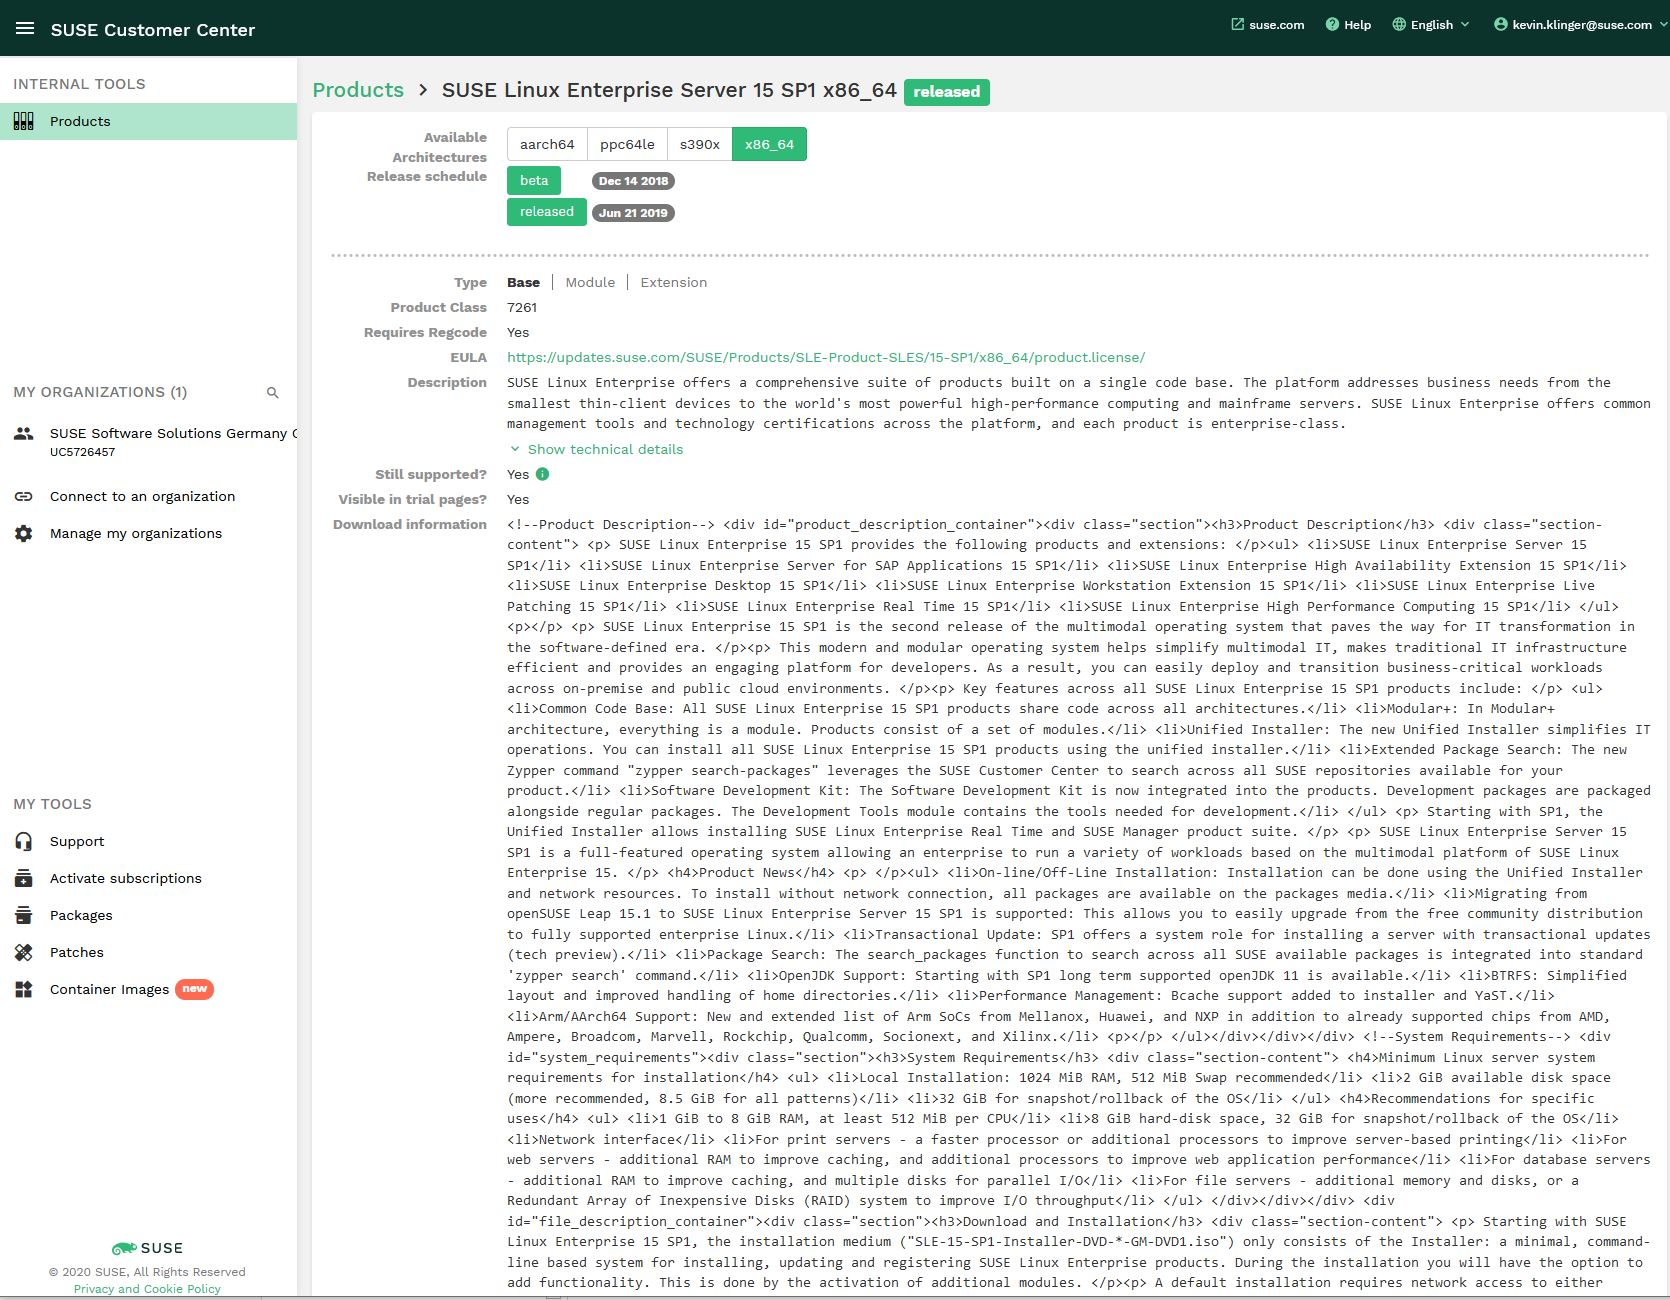 SUSE Customer Center
suse.com
Help
English
kevin.klinger@suse.com
INTERNAL TOOLS
Products
MY ORGANIZATIONS (1)
SUSE Software Solutions Germany G
UC5726457
Connect to an organization
Manage my organizations
MY TOOLS
Support
Activate subscriptions
Packages
Patches
Container Images new
SUSE
© 2020 SUSE, All Rights Reserved
Privacy and Cookie Policy
Products > SUSE Linux Enterprise Server 15 SP1 x86_64 released
Available
Architectures
aarch64 ppc64le s390x x86_64
Release schedule
beta Dec 14 2018
released Jun 21 2019
Type Base | Module | Extension
Product Class 7261
Requires Regcode Yes
EULA https://updates.suse.com/SUSE/Products/SLE-Product-SLES/15-SP1/x86_64/product.license/
Description SUSE Linux Enterprise offers a comprehensive suite of products built on a single code base. The platform addresses business needs from the
smallest thin-client devices to the world's most powerful high-performance computing and mainframe servers. SUSE Linux Enterprise offers common
management tools and technology certifications across the platform, and each product is enterprise-class.
Show technical details
Still supported? Yes
Visible in trial pages? Yes
Download information <!--Product Description--> <div id="product_description_container"><div class="section"><h3>Product Description</h3> <div class="section-
content"> <p> SUSE Linux Enterprise 15 SP1 provides the following products and extensions: </p><ul> <li>SUSE Linux Enterprise Server 15
SP1</li> <li>SUSE Linux Enterprise Server for SAP Applications 15 SP1</li> <li>SUSE Linux Enterprise High Availability Extension 15 SP1</li>
<li>SUSE Linux Enterprise Desktop 15 SP1</li> <li>SUSE Linux Enterprise Workstation Extension 15 SP1</li> <li>SUSE Linux Enterprise Live
Patching 15 SP1</li> <li>SUSE Linux Enterprise Real Time 15 SP1</li> <li>SUSE Linux Enterprise High Performance Computing 15 SP1</li> </ul>
<p></p> <p> SUSE Linux Enterprise 15 SP1 is the second release of the multimodal operating system that paves the way for IT transformation in
the software-defined era. </p><p> This modern and modular operating system helps simplify multimodal IT, makes traditional IT infrastructure
efficient and provides an engaging platform for developers. As a result, you can easily deploy and transition business-critical workloads
across on-premise and public cloud environments. </p><p> Key features across all SUSE Linux Enterprise 15 SP1 products include: </p> <ul>
<li>Common Code Base: All SUSE Linux Enterprise 15 SP1 products share code across all architectures.</li> <li>Modular+: In Modular+
architecture, everything is a module. Products consist of a set of modules.</li> <li>Unified Installer: The new Unified Installer simplifies IT
operations. You can install all SUSE Linux Enterprise 15 SP1 products using the unified installer.</li> <li>Extended Package Search: The new
Zypper command "zypper search-packages" leverages the SUSE Customer Center to search across all SUSE repositories available for your
product.</li> <li>Software Development Kit: The Software Development Kit is now integrated into the products. Development packages are packaged
alongside regular packages. The Development Tools module contains the tools needed for development.</li> </ul> <p> Starting with SP1, the
Unified Installer allows installing SUSE Linux Enterprise Real Time and SUSE Manager product suite. </p> <p> SUSE Linux Enterprise Server 15
SP1 is a full-featured operating system allowing an enterprise to run a variety of workloads based on the multimodal platform of SUSE Linux
Enterprise 15. </p> <h4>Product News</h4> <p> </p><ul> <li>On-line/Off-Line Installation: Installation can be done using the Unified Installer
and network resources. To install without network connection, all packages are available on the packages media.</li> <li>Migrating from
openSUSE Leap 15.1 to SUSE Linux Enterprise Server 15 SP1 is supported: This allows you to easily upgrade from the free community distribution
to fully supported enterprise Linux.</li> <li>Transactional Update: SP1 offers a system role for installing a server with transactional updates
(tech preview).</li> <li>Package Search: The search_packages function to search across all SUSE available packages is integrated into standard
'zypper search' command.</li> <li>OpenJDK Support: Starting with SP1 long term supported openJDK 11 is available.</li> <li>BTRFS: Simplified
layout and improved handling of home directories.</li> <li>Performance Management: Bcache support added to installer and YaST.</li>
<li>Arm/AArch64 Support: New and extended list of Arm SoCs from Mellanox, Huawei, and NXP in addition to already supported chips from AMD,
Ampere, Broadcom, Marvell, Rockchip, Qualcomm, Socionext, and Xilinx.</li> <p></p> </ul></div></div></div> <!--System Requirements--> <div
id="system_requirements"><div class="section"><h3>System Requirements</h3> <div class="section-content"> <h4>Minimum Linux server system
requirements for installation</h4> <ul> <li>Local Installation: 1024 MiB RAM, 512 MiB Swap recommended</li> <li>2 GiB available disk space
(more recommended, 8.5 GiB for all patterns)</li> <li>32 GiB for snapshot/rollback of the OS</li> </ul> <h4>Recommendations for specific
uses</h4> <ul> <li>1 GiB to 8 GiB RAM, at least 512 MiB per CPU</li> <li>8 GiB hard-disk space, 32 GiB for snapshot/rollback of the OS</li>
<li>Network interface</li> <li>For print servers - a faster processor or additional processors to improve server-based printing</li> <li>For
web servers - additional RAM to improve caching, and additional processors to improve web application performance</li> <li>For database servers
- additional RAM to improve caching, and multiple disks for parallel I/O</li> <li>For file servers - additional memory and disks, or a
Redundant Array of Inexpensive Disks (RAID) system to improve I/O throughput</li> </ul> </div></div></div> <div
id="file_description_container"><div class="section"><h3>Download and Installation</h3> <div class="section-content"> <p> Starting with SUSE
Linux Enterprise 15 SP1, the installation medium ("SLE-15-SP1-Installer-DVD-*-GM-DVD1.iso") only consists of the Installer: a minimal, command-
line based system for installing, updating and registering SUSE Linux Enterprise products. During the installation you will have the option to
add functionality. This is done by the activation of additional modules. </p><p> A default installation requires network access to either